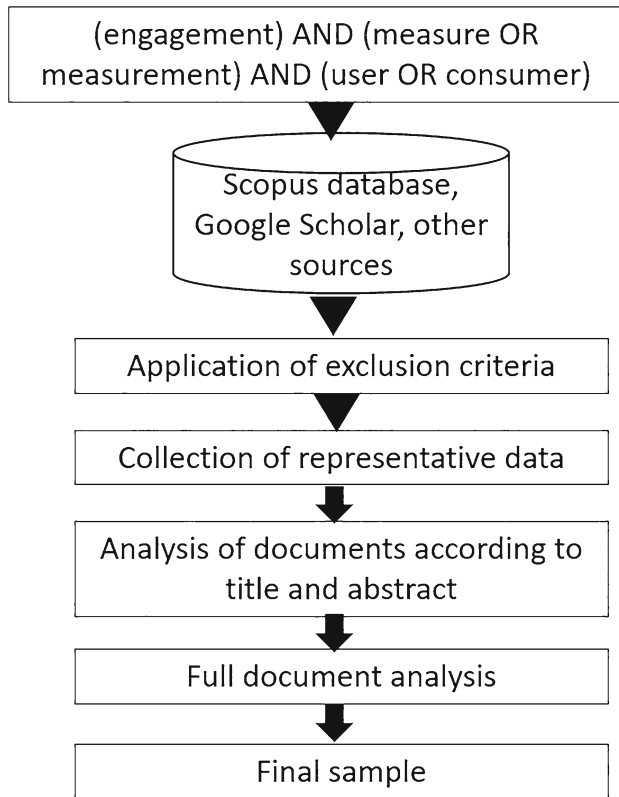 (engagement) AND (measure OR
measurement) AND (user OR consumer)
Scopus database,
Google Scholar, other
sources
Application of exclusion criteria
Collection of representative data
Analysis of documents according to
title and abstract
Full document analysis
Final sample